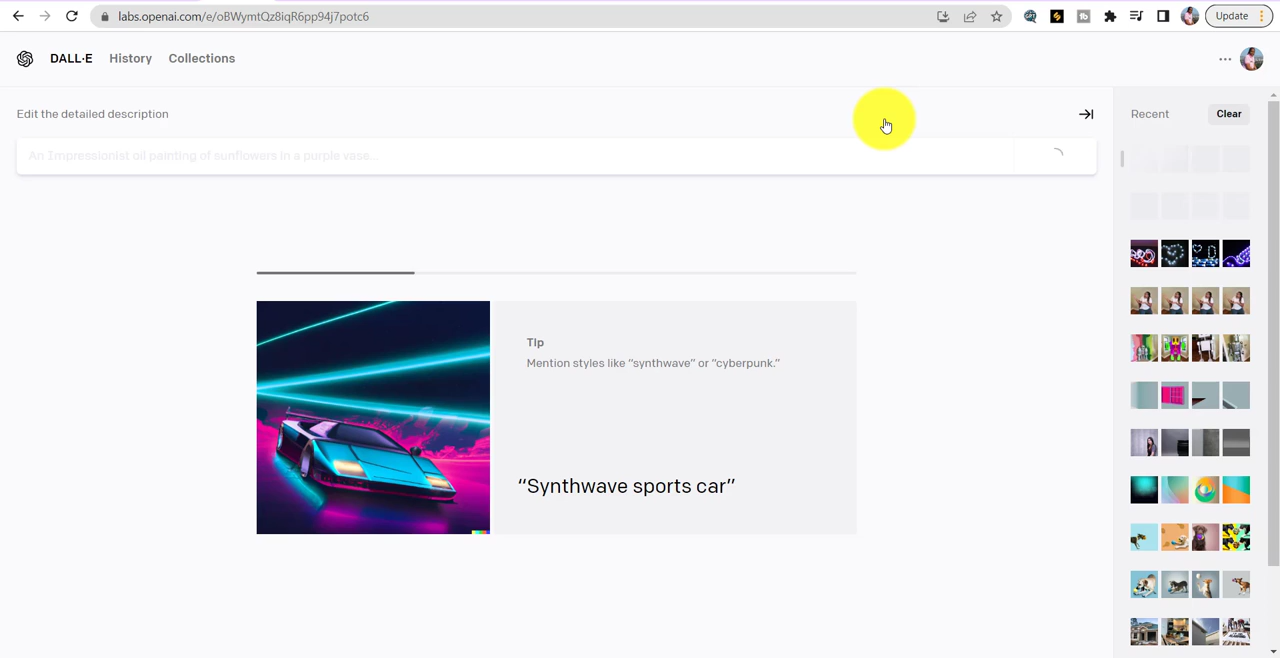 labs.openai.com/e/oBWymtQz8iqR6pp94j7potc6
Update
DALL·E
History
Collections
Edit the detailed description
Recent
Clear
An Impressionist oil painting of sunflowers in a purple vase...
Tip
Mention styles like “synthwave” or “cyberpunk.”
“Synthwave sports car”